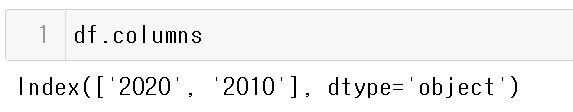 1 df.columns
Index(['2020', '2010'], dtype='object')